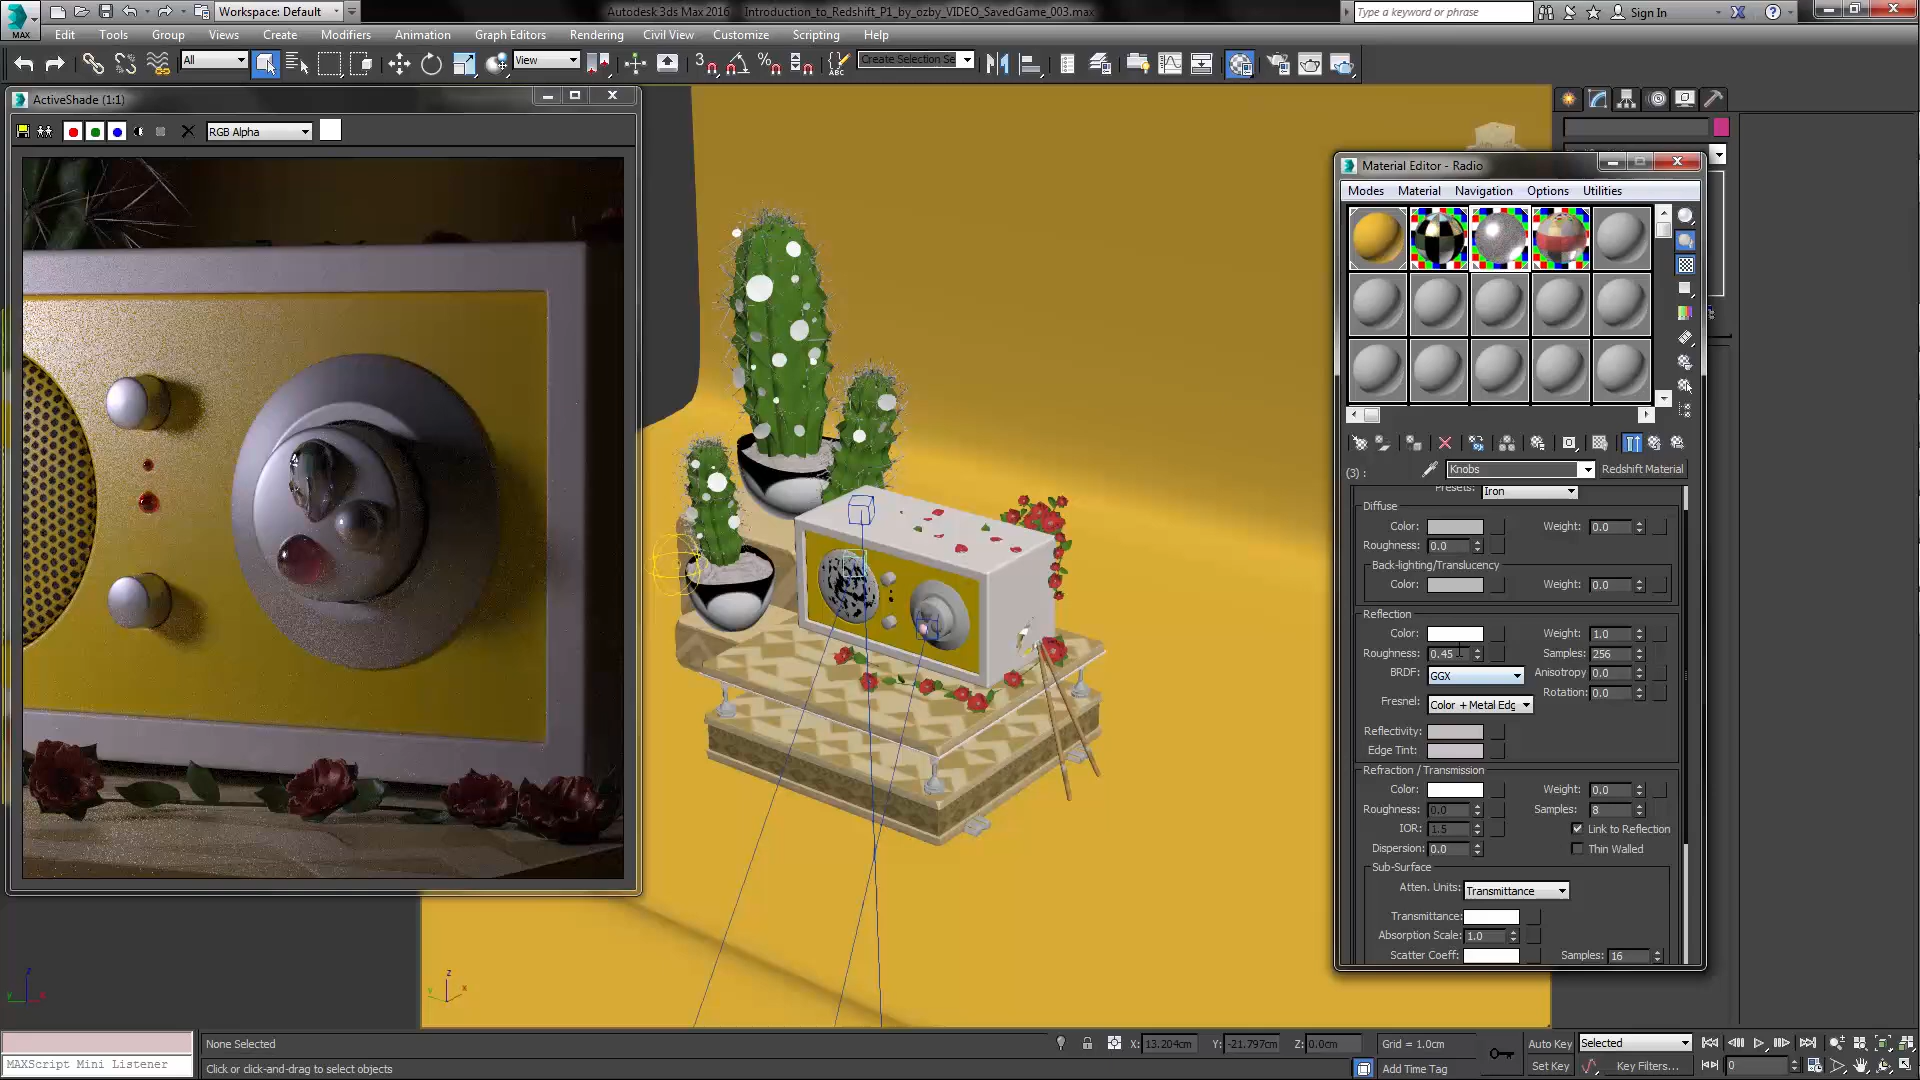 Workspace: Default
Autodesk 3ds Max 2016 Introduction_to_Redshift_P1_by_ozby_VIDEO_SavedGame_003.max
Type a keyword or phrase
Sign In
MAX
Edit Tools Group Views Create Modifiers Animation Graph Editors Rendering Civil View Customize Scripting Help
All
View
3
ABC
Create Selection Se
ActiveShade (1:1)
RGB Alpha
Material Editor - Radio
Modes Material Navigation Options Utilities
(3) :
Knobs
Redshift Material
Presets: Iron
Diffuse
Color: Weight: 0.0
Roughness: 0.0
Back-lighting/Translucency
Color: Weight: 0.0
Reflection
Color: Weight: 1.0
Roughness: 0.45 Samples: 256
BRDF: GGX Anisotropy 0.0
Rotation: 0.0
Fresnel: Color + Metal Edg
Reflectivity:
Edge Tint:
Refraction / Transmission
Color: Weight: 0.0
Roughness: 0.0 Samples: 8
IOR: 1.5 Link to Reflection
Dispersion: 0.0 Thin Walled
Sub-Surface
Atten. Units: Transmittance
Transmittance:
Absorption Scale: 1.0
Scatter Coeff: Samples: 16
z
y
x
z
y
x
None Selected
X: 13.204cm Y: -21.797cm Z: 0.0cm
Grid = 1.0cm
Auto Key
Selected
MAXScript Mini Listener
Click or click-and-drag to select objects
Add Time Tag
Set Key
Key Filters...
0